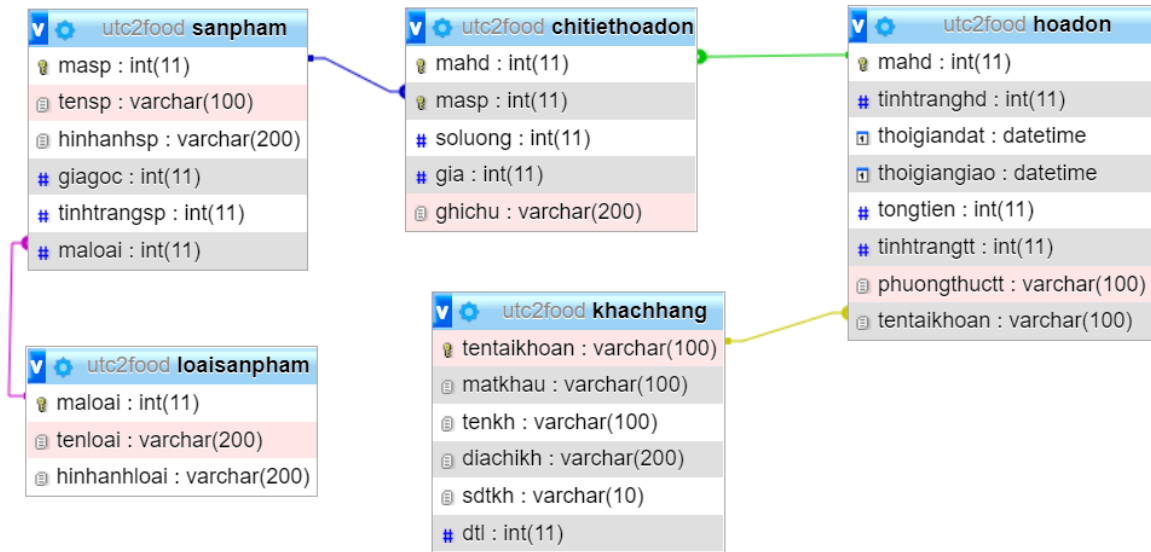 utc2food sanpham
masp : int(11)
tensp : varchar(100)
hinhanhsp : varchar(200)
giagoc : int(11)
tinhtrangsp : int(11)
maloai : int(11)
utc2food chitiethoadon
mahd : int(11)
masp : int(11)
soluong : int(11)
gia : int(11)
ghichu : varchar(200)
utc2food hoadon
mahd : int(11)
tinhtranghd : int(11)
thoigiandat : datetime
thoigiangiao : datetime
tongtien : int(11)
tinhtrangtt : int(11)
phuongthuctt : varchar(100)
tentaikhoan : varchar(100)
utc2food loaisanpham
maloai : int(11)
tenloai : varchar(200)
hinhanhloai : varchar(200)
utc2food khachhang
tentaikhoan : varchar(100)
matkhau : varchar(100)
tenkh : varchar(100)
diachikh : varchar(200)
sdtkh : varchar(10)
dtl : int(11)